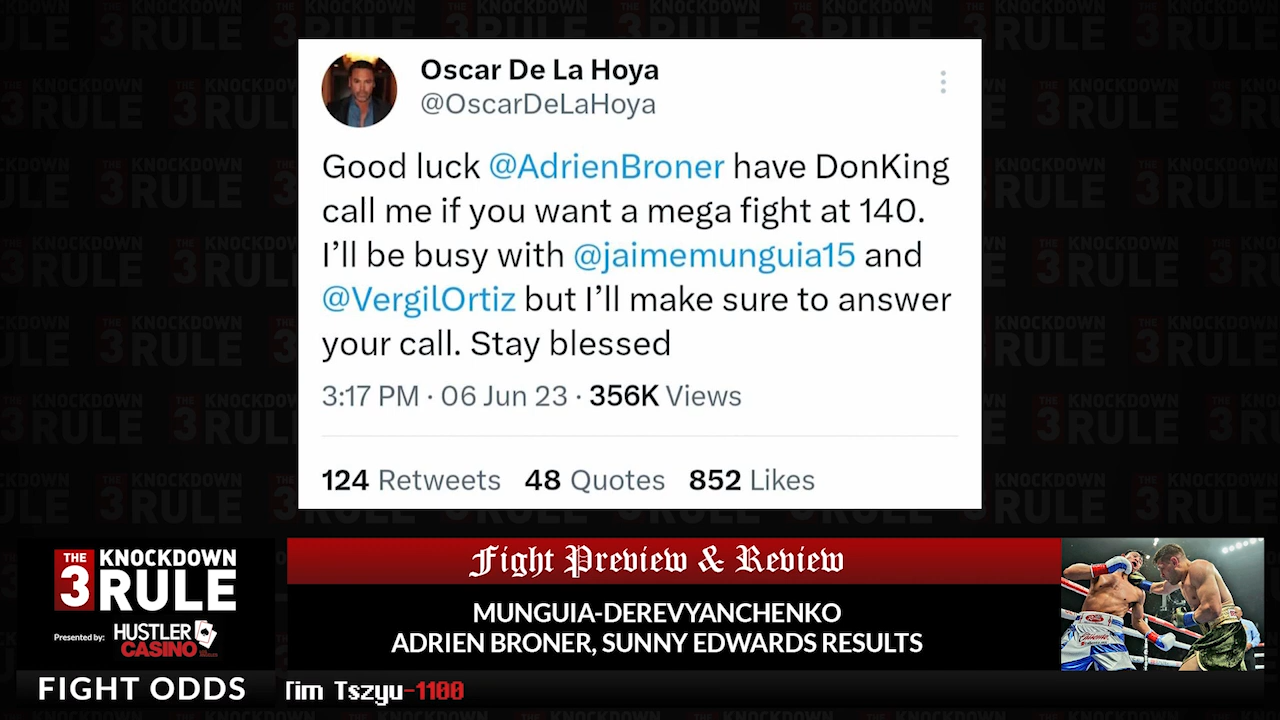 Oscar De La Hoya
@OscarDeLaHoya
Good luck @AdrienBroner have DonKing
call me if you want a mega fight at 140.
I’ll be busy with @jaimemunguia15 and
@VergilOrtiz but I’ll make sure to answer
your call. Stay blessed
3:17 PM · 06 Jun 23 · 356K Views
124 Retweets 48 Quotes 852 Likes
THE KNOCKDOWN
3 RULE
Presented by: HUSTLER
CASINO
Fight Preview & Review
MUNGUIA-DEREVYANCHENKO
ADRIEN BRONER, SUNNY EDWARDS RESULTS
FIGHT ODDS
Tim Tszyu-1100